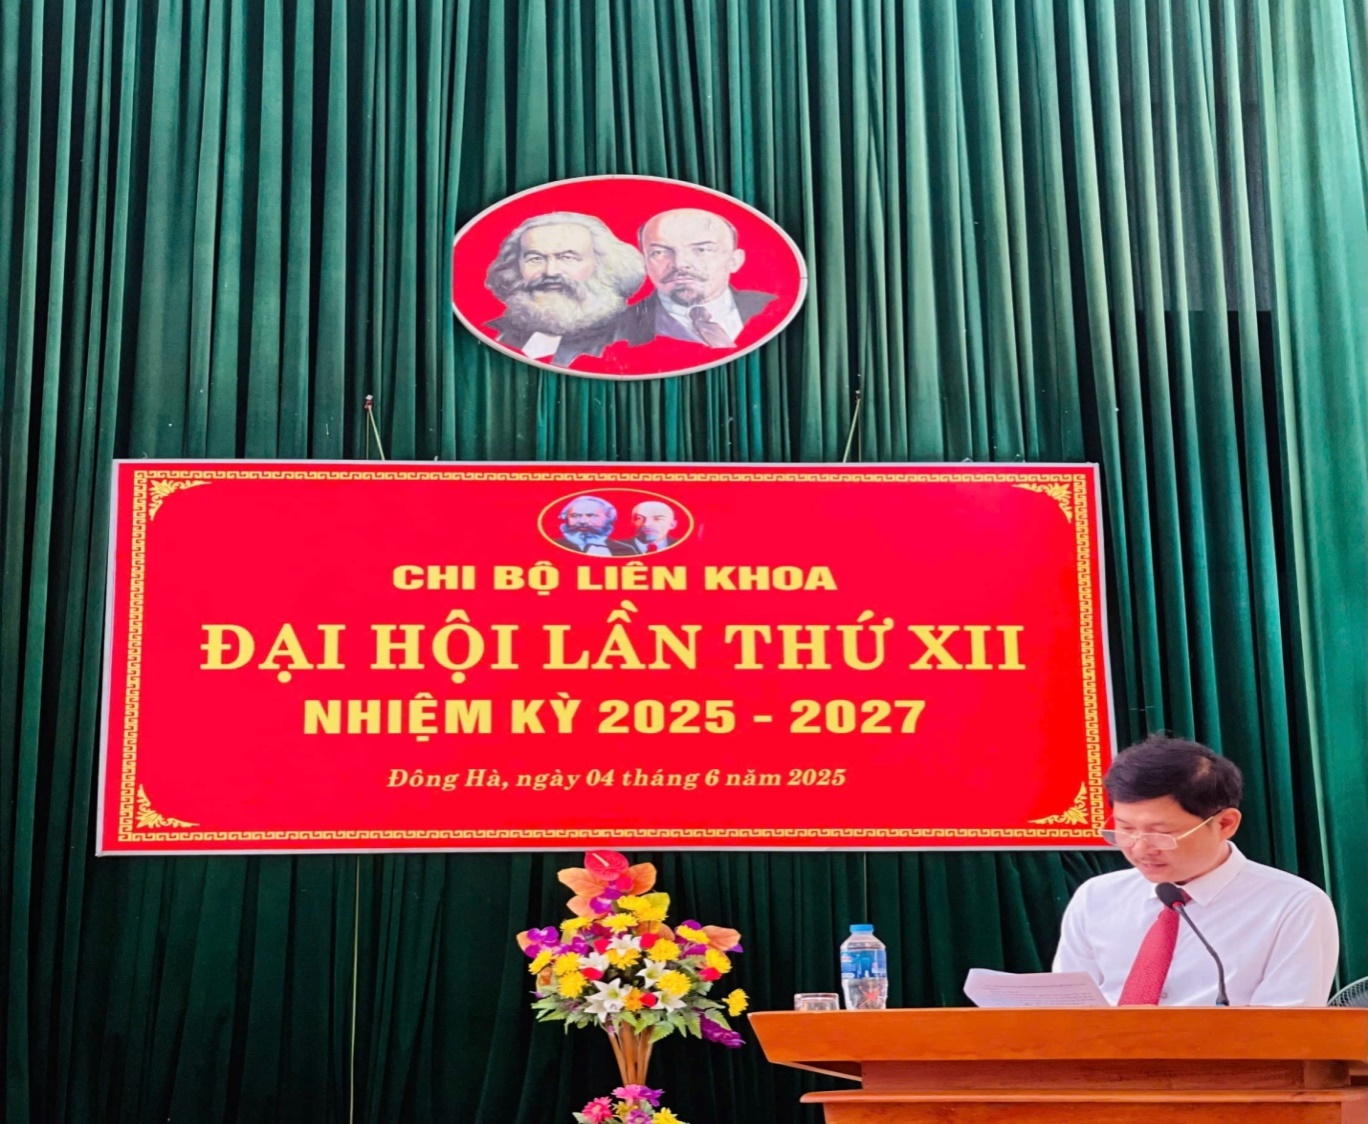 CHI BỘ LIÊN KHOA
ĐẠI HỘI LẦN THỨ XII
NHIỆM KỲ 2025 - 2027
Đông Hà, ngày 04 tháng 6 năm 2025